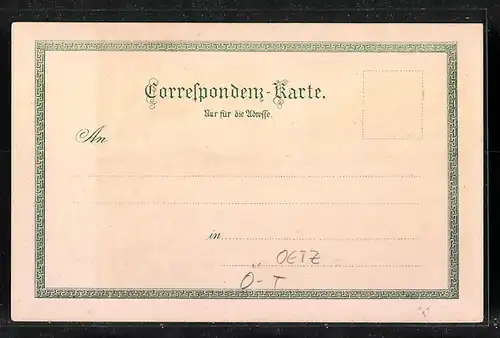 Correſpondenz-Karte.
Nur für die Adreſſe.
An
in
OETZ
Ö-T